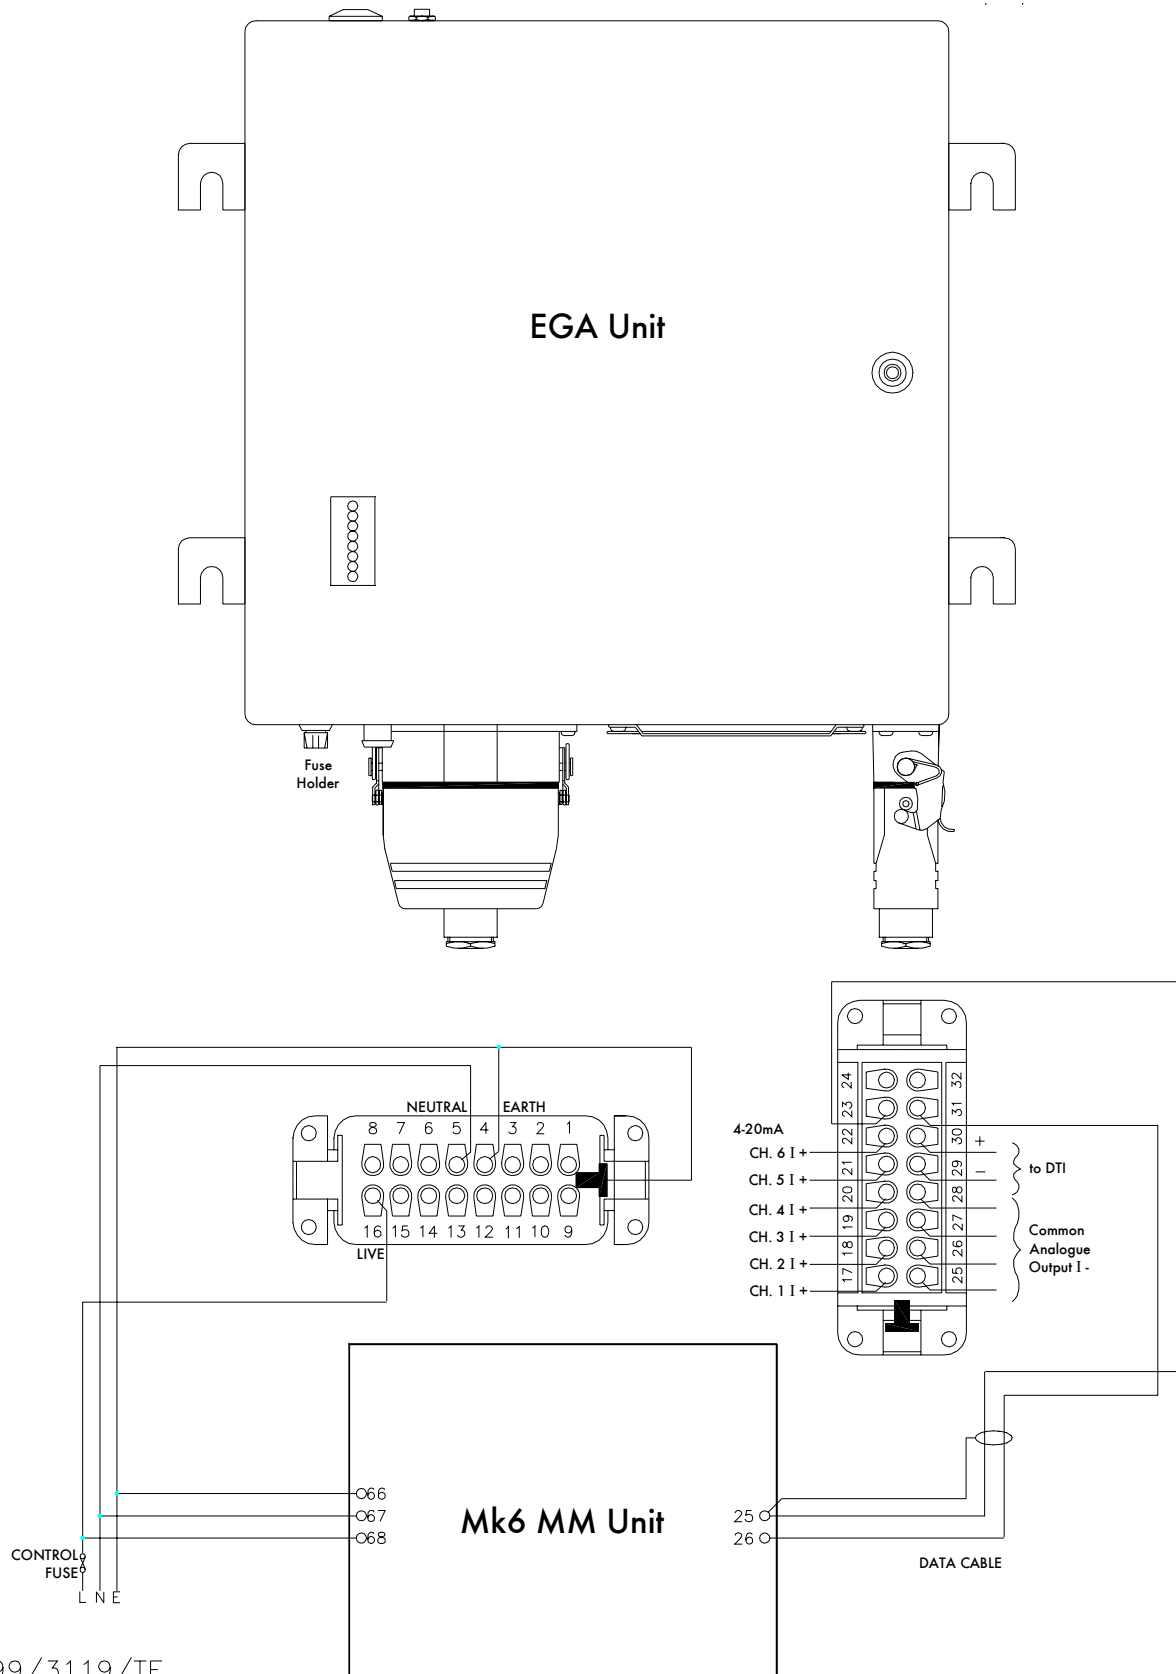 EGA Unit
Fuse
Holder
NEUTRAL EARTH
8 7 6 5 4 3 2 1
16 15 14 13 12 11 10 9
LIVE
24 32
23 31
22 30
21 29
20 28
19 27
18 26
17 25
4-20mA
CH. 6 I +
CH. 5 I +
CH. 4 I +
CH. 3 I +
CH. 2 I +
CH. 1 I +
+
–
to DTI
Common
Analogue
Output I -
66
67
68
Mk6 MM Unit
25
26
CONTROL
FUSE
L N E
DATA CABLE
99/3119/TE